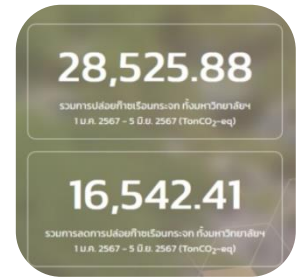 28,525.88
รวมการปล่อยก๊าซเรือนกระจก ทั้งมหาวิทยาลัยฯ
1 ม.ค. 2567 - 5 มิ.ย. 2567 (TonCO₂-eq)
16,542.41
รวมการลดการปล่อยก๊าซเรือนกระจก ทั้งมหาวิทยาลัยฯ
1 ม.ค. 2567 - 5 มิ.ย. 2567 (TonCO₂-eq)